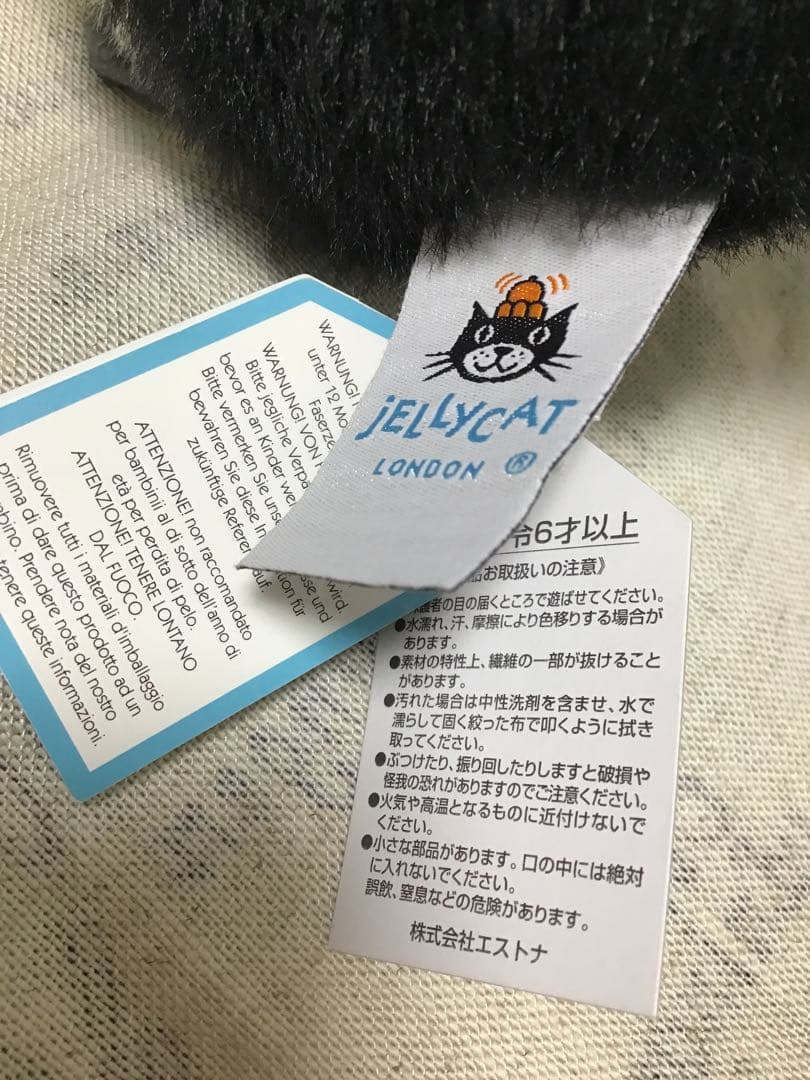 JELLYCAT
LONDON ®
WARNUNG!
unter 12 Mo
Faserze
WARNUNG! VON
Bitte jegliche Verpa
bevor es an Kinder wei
Bitte vermerken Sie unse
bewahren Sie diese In
zukünftige Referen
wird.
sse und
tion für
auf.
ATTENZIONE! non raccomandato
per bambinii al di sotto dell'anno di
età per perdita di pelo.
ATTENZIONE! TENERE LONTANO
DAL FUOCO.
Rimuovere tutti i materiali d'imballaggio
prima di dare questo prodotto ad un
mbino. Prendere nota del nostro
tenere queste informazioni.
令6才以上
品お取扱いの注意》
護者の目の届くところで遊ばせてください。
●水濡れ、汗、摩擦により色移りする場合が
あります。
●素材の特性上、繊維の一部が抜けること
があります。
●汚れた場合は中性洗剤を含ませ、水で
濡らして固く絞った布で叩くように拭き
取ってください。
●ぶつけたり、振り回したりしますと破損や
怪我の恐れがありますのでご注意ください。
●火気や高温となるものに近付けないで
ください。
●小さな部品があります。口の中には絶対
に入れないでください。
誤飲、窒息などの危険があります。
株式会社エストナ